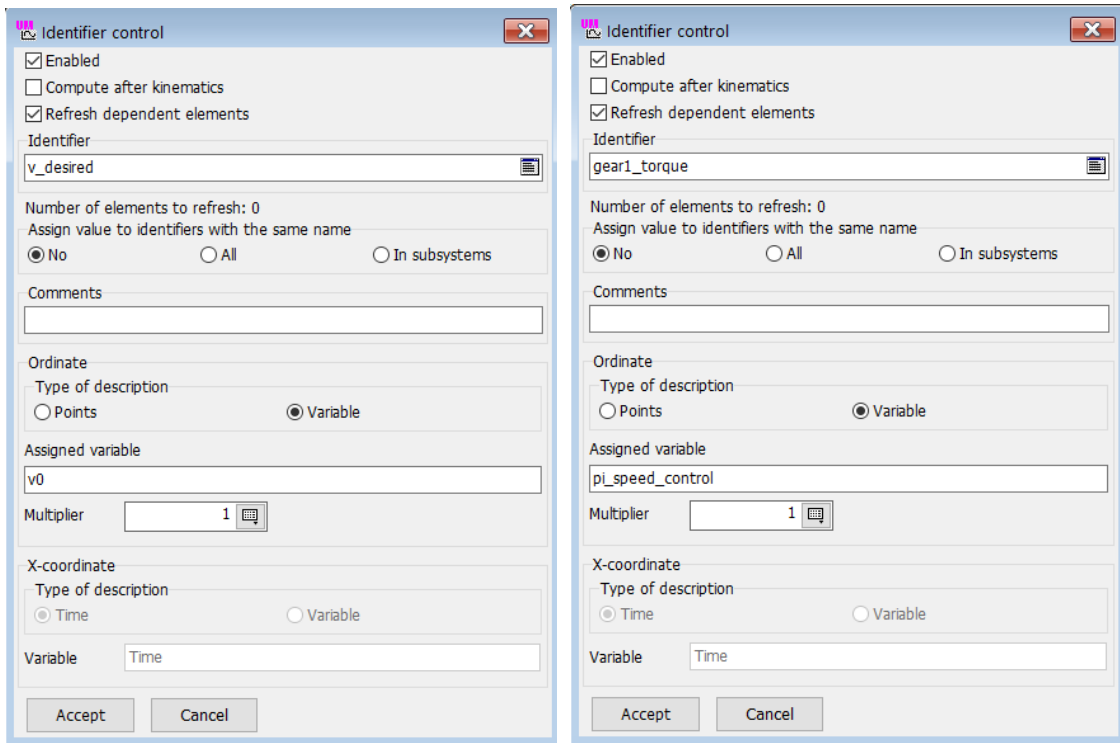 UM Identifier control
Enabled
Compute after kinematics
Refresh dependent elements
Identifier
v_desired
Number of elements to refresh: 0
Assign value to identifiers with the same name
No All In subsystems
Comments
Ordinate
Type of description
Points Variable
Assigned variable
v0
Multiplier 1
X-coordinate
Type of description
Time Variable
Variable Time
Accept Cancel
UM Identifier control
Enabled
Compute after kinematics
Refresh dependent elements
Identifier
gear1_torque
Number of elements to refresh: 0
Assign value to identifiers with the same name
No All In subsystems
Comments
Ordinate
Type of description
Points Variable
Assigned variable
pi_speed_control
Multiplier 1
X-coordinate
Type of description
Time Variable
Variable Time
Accept Cancel